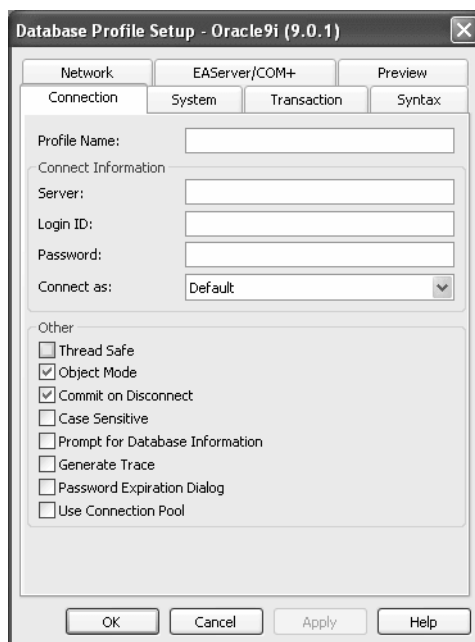 Database Profile Setup - Oracle9i (9.0.1)
Network EAServer/COM+ Preview
Connection System Transaction Syntax
Profile Name:
Connect Information
Server:
Login ID:
Password:
Connect as: Default
Other
Thread Safe
Object Mode
Commit on Disconnect
Case Sensitive
Prompt for Database Information
Generate Trace
Password Expiration Dialog
Use Connection Pool
OK Cancel Apply Help